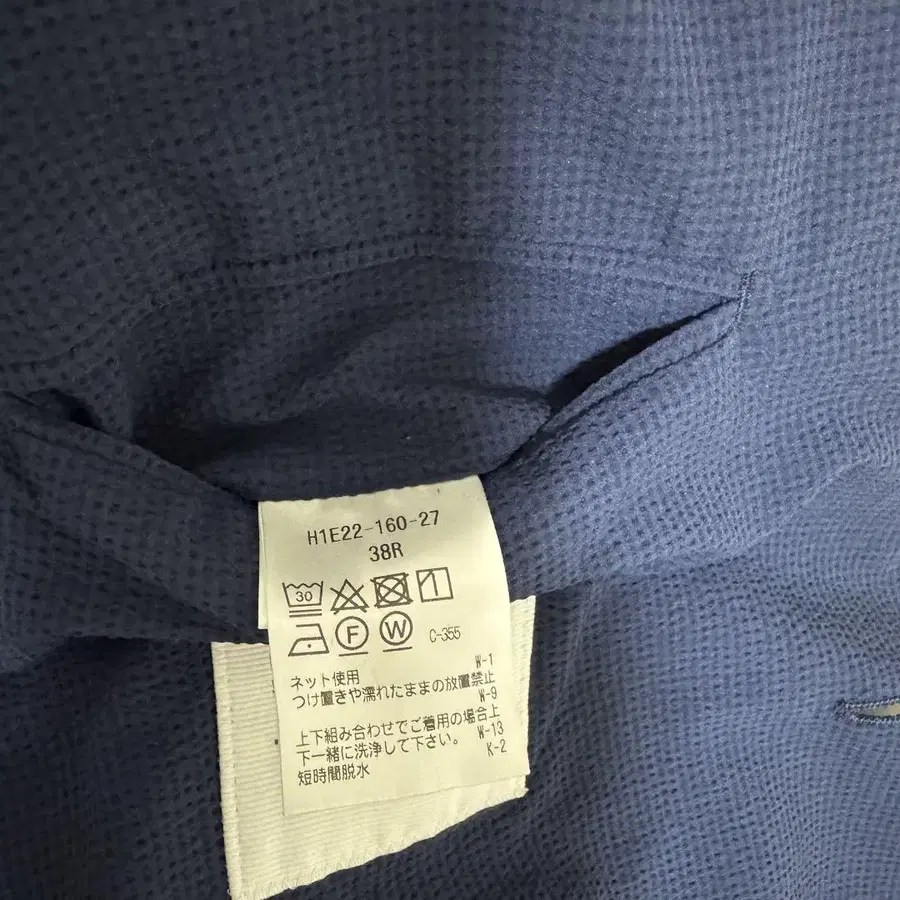 H1E22-160-27
38R
30
F W C-355
ネット使用 W-1
つけ置きや濡れたままの放置禁止
W-9
上下組み合わせでご着用の場合上
下一緒に洗浄して下さい。 W-13
短時間脱水 K-2